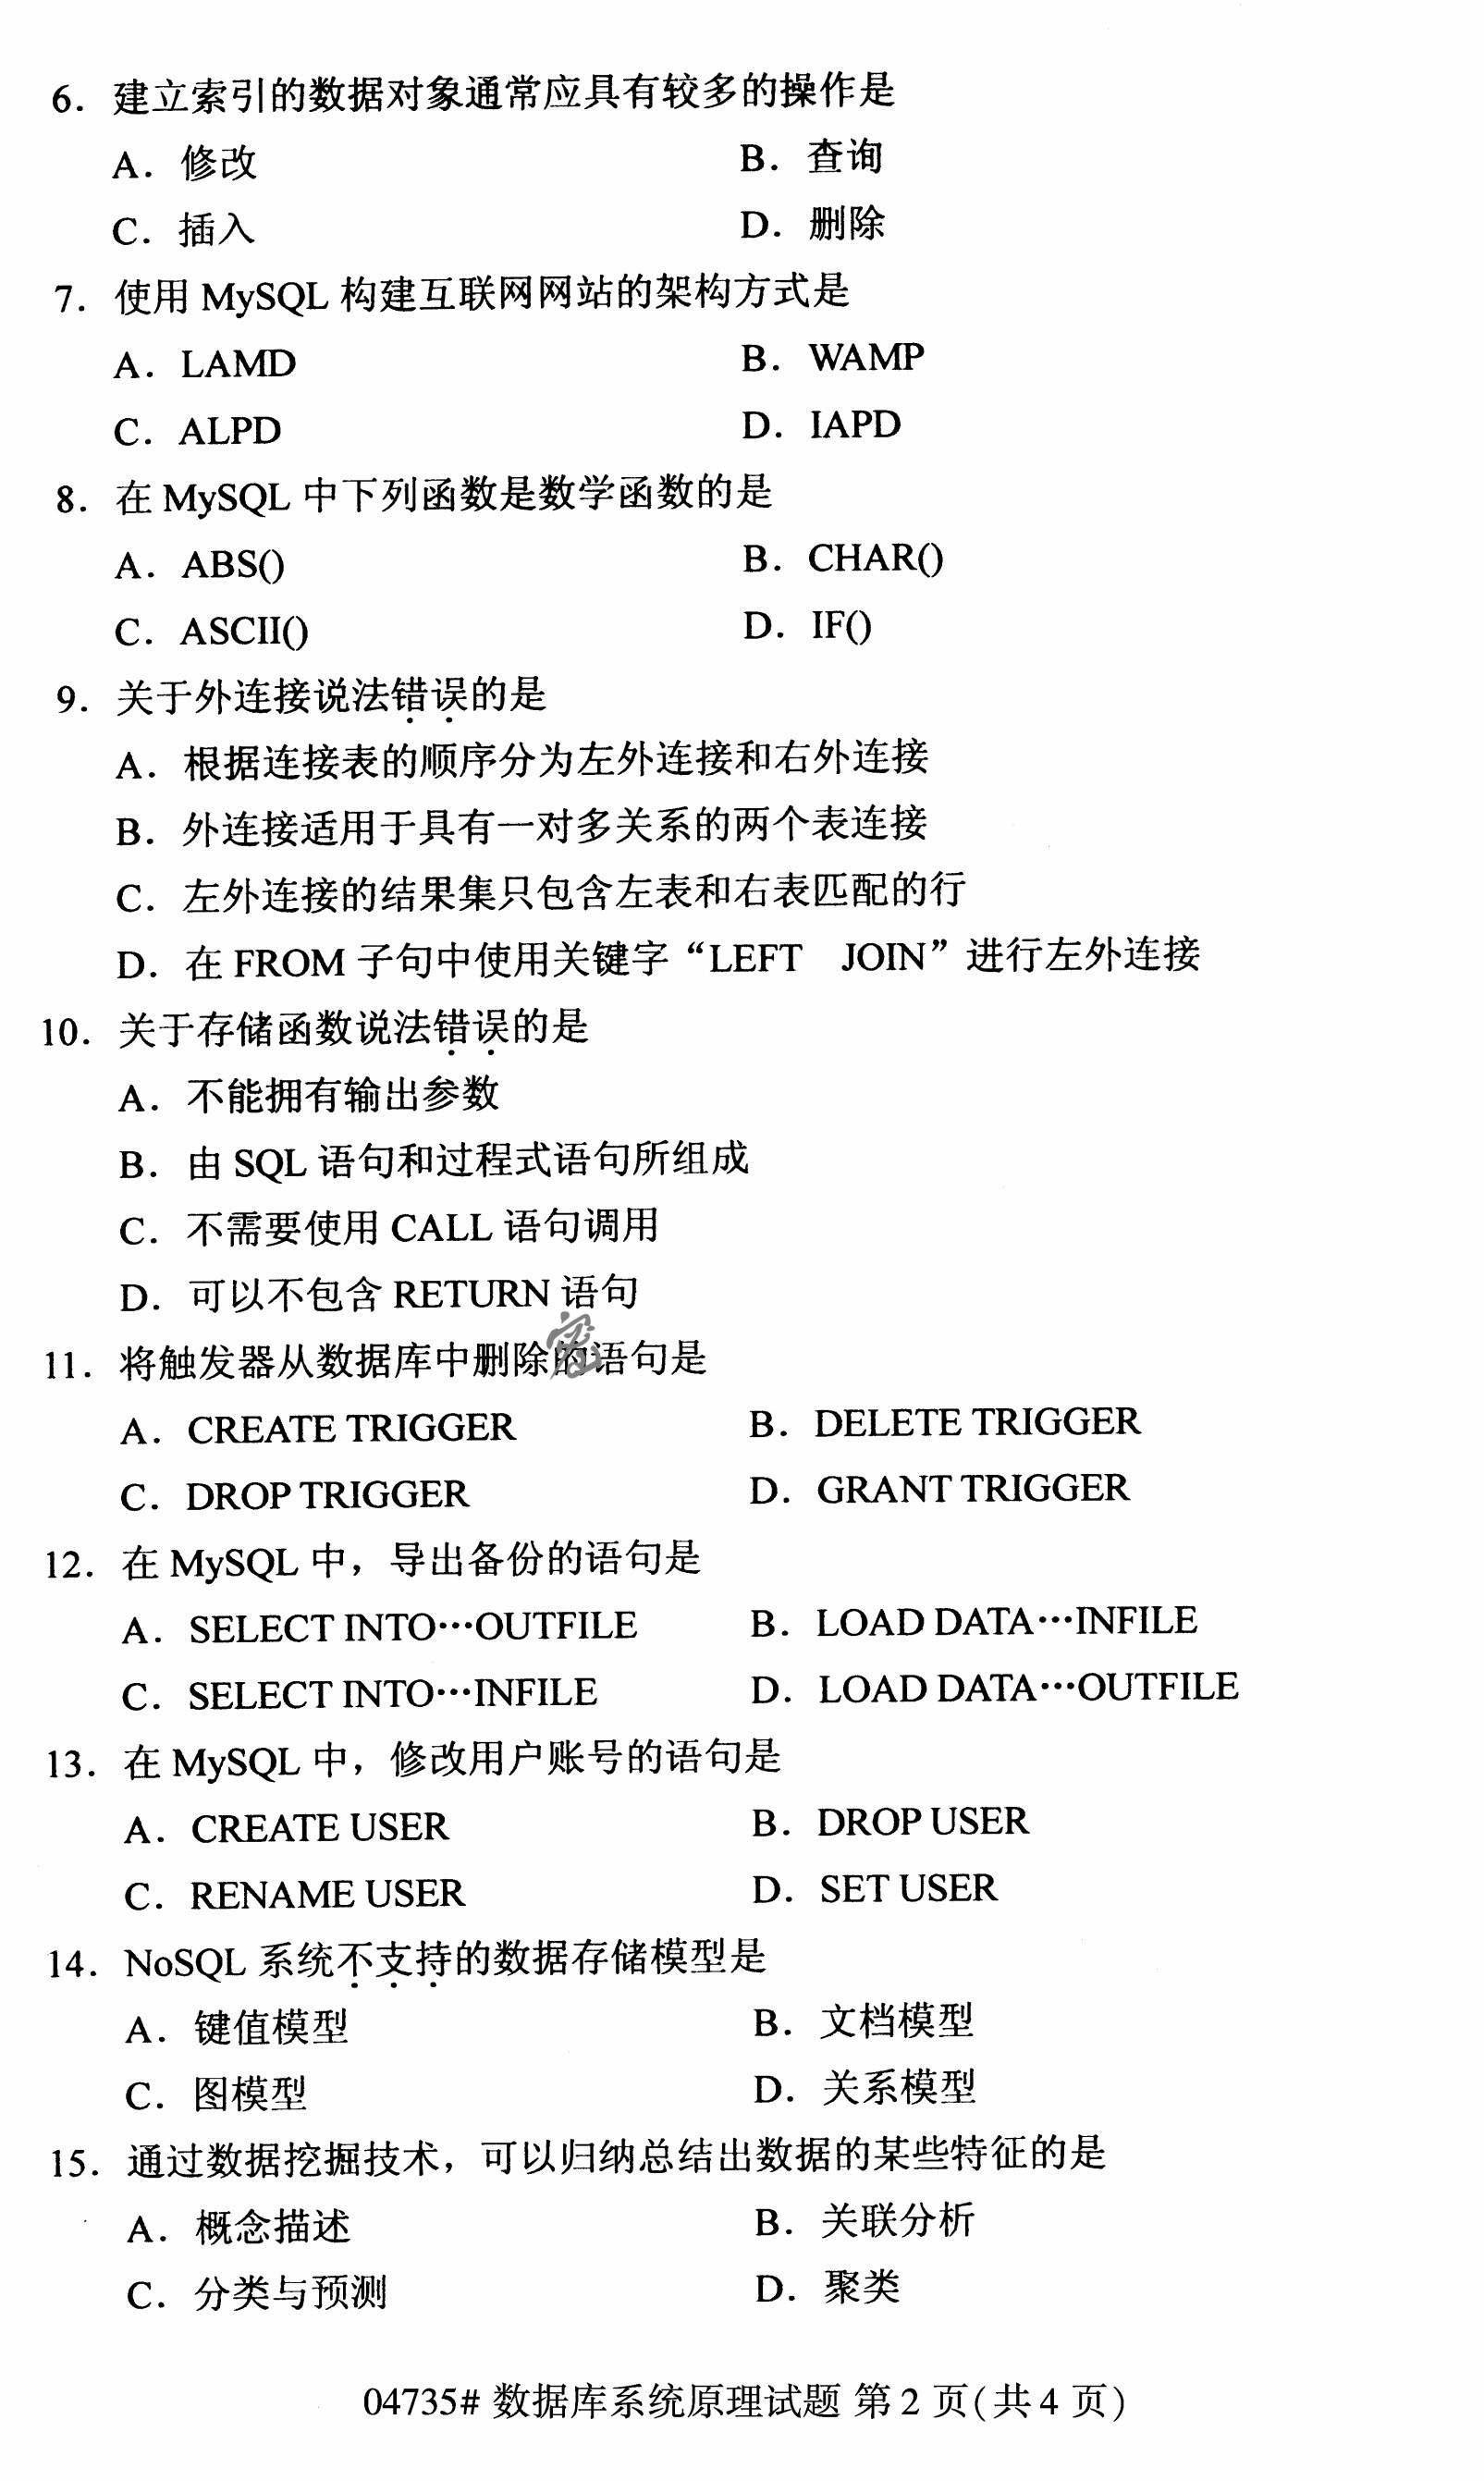 6. 建立索引的数据对象通常应具有较多的操作是
A. 修改 B. 查询
C. 插入 D. 删除
7. 使用 MySQL 构建互联网网站的架构方式是
A. LAMD B. WAMP
C. ALPD D. IAPD
8. 在 MySQL 中下列函数是数学函数的是
A. ABS() B. CHAR()
C. ASCII() D. IF()
9. 关于外连接说法错误的是
A. 根据连接表的顺序分为左外连接和右外连接
B. 外连接适用于具有一对多关系的两个表连接
C. 左外连接的结果集只包含左表和右表匹配的行
D. 在 FROM 子句中使用关键字“LEFT JOIN”进行左外连接
10. 关于存储函数说法错误的是
A. 不能拥有输出参数
B. 由 SQL 语句和过程式语句所组成
C. 不需要使用 CALL 语句调用
D. 可以不包含 RETURN 语句
11. 将触发器从数据库中删除的语句是
A. CREATE TRIGGER B. DELETE TRIGGER
C. DROP TRIGGER D. GRANT TRIGGER
12. 在 MySQL 中，导出备份的语句是
A. SELECT INTO…OUTFILE B. LOAD DATA…INFILE
C. SELECT INTO…INFILE D. LOAD DATA…OUTFILE
13. 在 MySQL 中，修改用户账号的语句是
A. CREATE USER B. DROP USER
C. RENAME USER D. SET USER
14. NoSQL 系统不支持的数据存储模型是
A. 键值模型 B. 文档模型
C. 图模型 D. 关系模型
15. 通过数据挖掘技术，可以归纳总结出数据的某些特征的是
A. 概念描述 B. 关联分析
C. 分类与预测 D. 聚类
04735# 数据库系统原理试题 第 2 页(共 4 页)